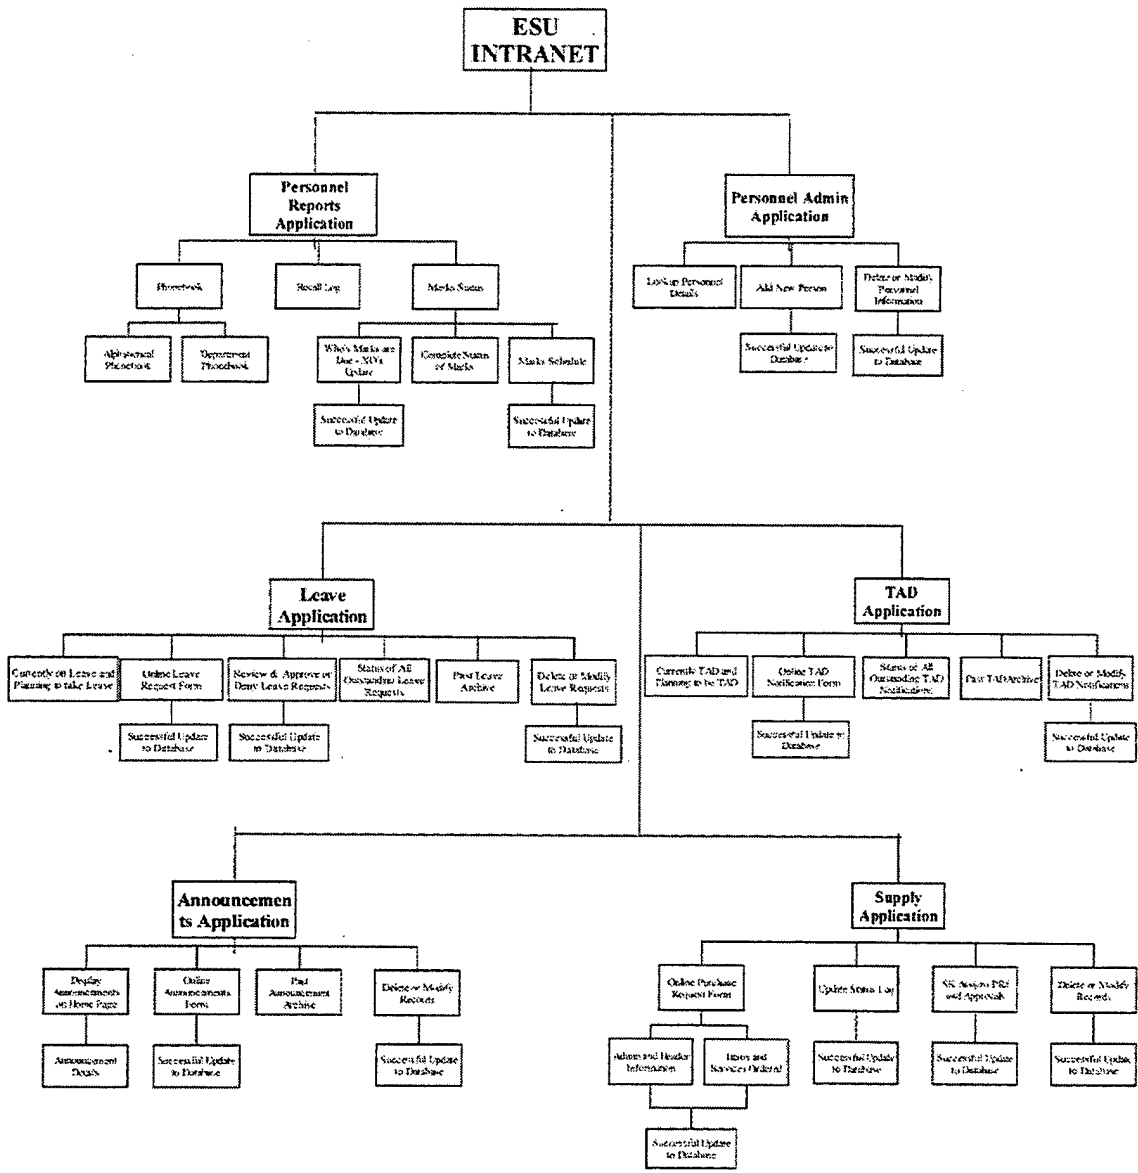 ESU
INTRANET
Personnel
Reports
Application
Personnel Admin
Application
Phonebook
Recall Log
Marks Status
Lookup Personnel
Details
Add New Person
Delete or Modify
Personnel
Information
Alphabetical
Phonebook
Department
Phonebook
Who's Marks are
Due - XO's
Update
Complete Status
of Marks
Marks Schedule
Successful Update to
Database
Successful Update
to Database
Successful Update
to Database
Successful Update
to Database
Leave
Application
TAD
Application
Currently on Leave and
Planning to take Leave
Online Leave
Request Form
Review & Approve or
Deny Leave Requests
Status of All
Outstanding Leave
Requests
Past Leave
Archive
Delete or Modify
Leave Requests
Currently TAD and
Planning to be TAD
Online TAD
Notification Form
Status of All
Outstanding TAD
Notifications
Past TAD Archive
Delete or Modify
TAD Notifications
Successful Update
to Database
Successful Update
to Database
Successful Update
to Database
Successful Update to
Database
Successful Update
to Database
Announcemen
ts Application
Supply
Application
Display
Announcements
on Home Page
Online
Announcements
Form
Past
Announcement
Archive
Delete or Modify
Records
Online Purchase
Request Form
Update Status Log
SK Assigns PR#
and Approvals
Delete or Modify
Records
Announcement
Details
Successful Update
to Database
Successful Update
to Database
Admin and Header
Information
Items and
Services Ordered
Successful Update
to Database
Successful Update
to Database
Successful Update
to Database
Successful Update
to Database